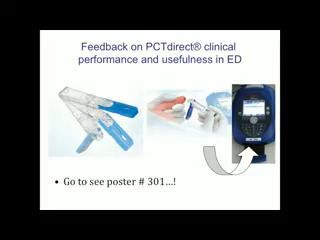 Feedback on PCTdirect® clinical
performance and usefulness in ED
• Go to see poster # 301...!